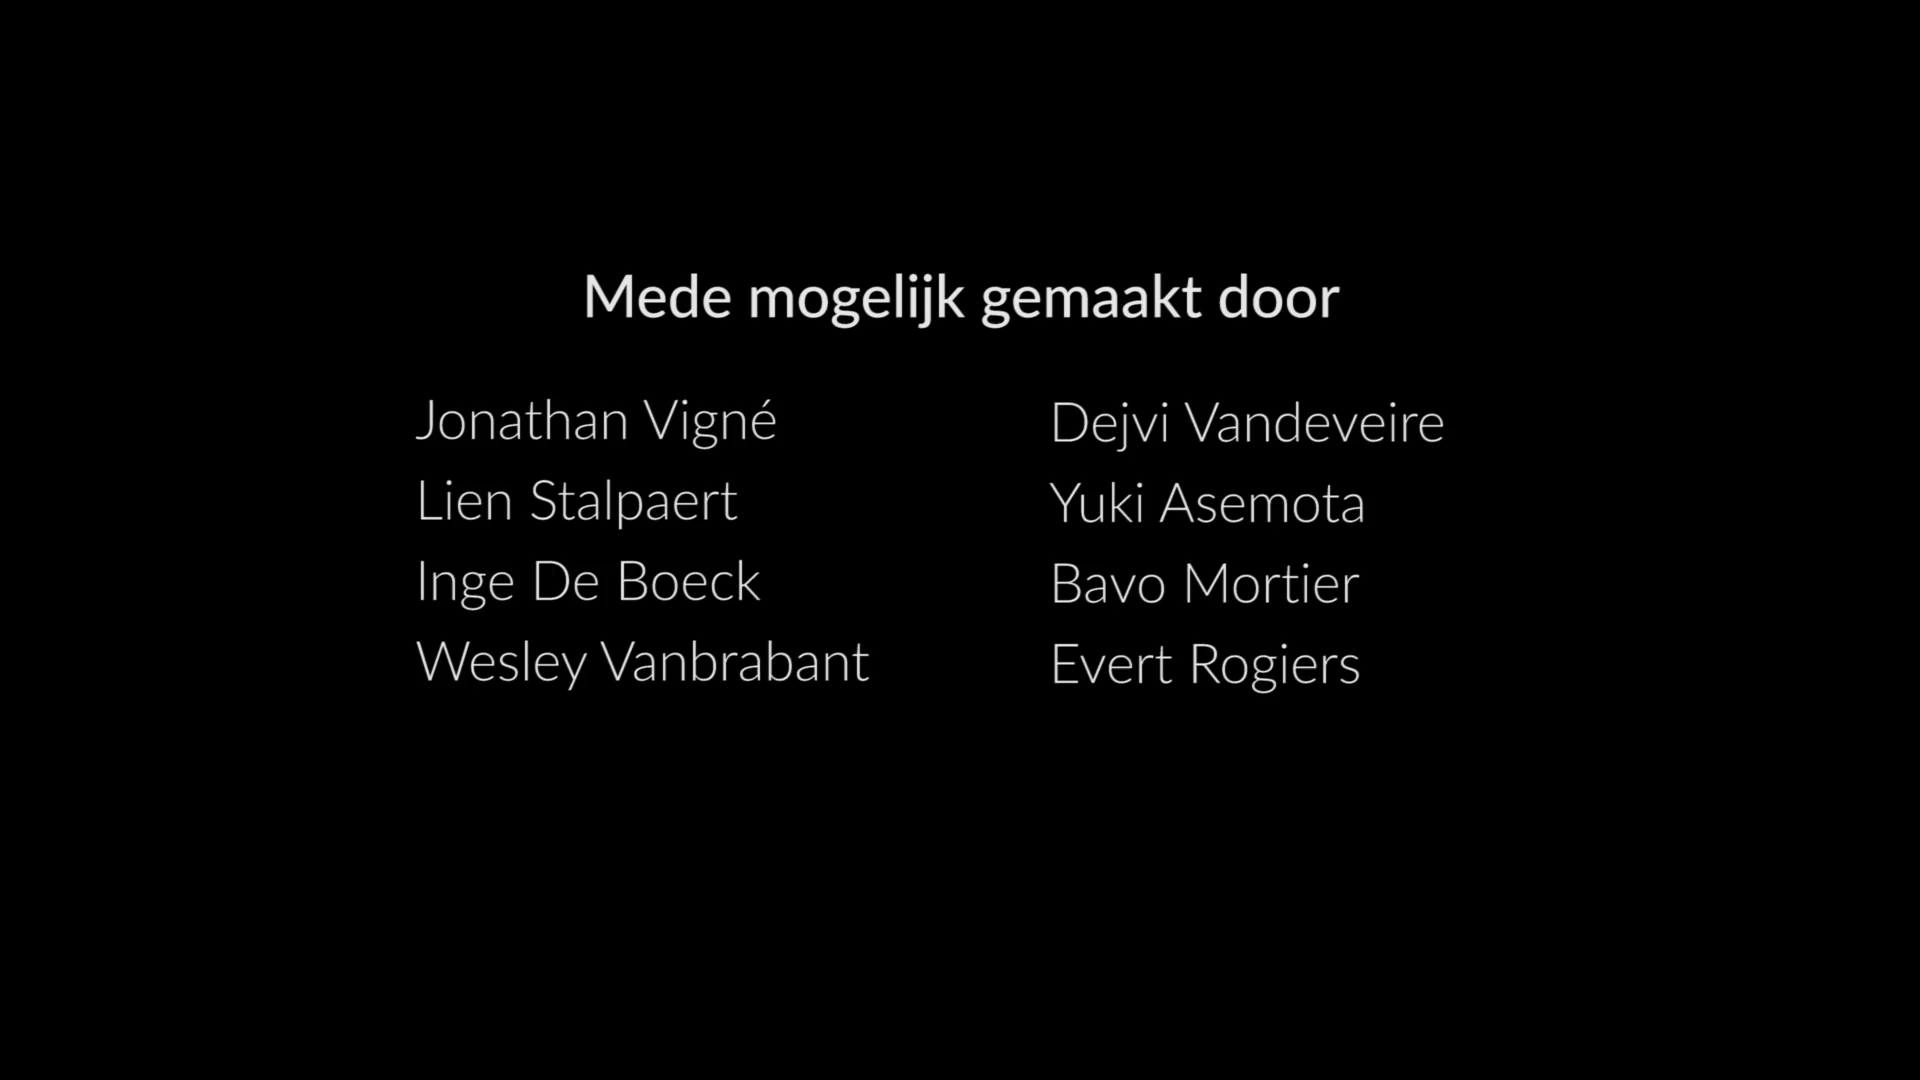 Mede mogelijk gemaakt door
Jonathan Vigné
Lien Stalpaert
Inge De Boeck
Wesley Vanbrabant
Dejvi Vandeveire
Yuki Asemota
Bavo Mortier
Evert Rogiers